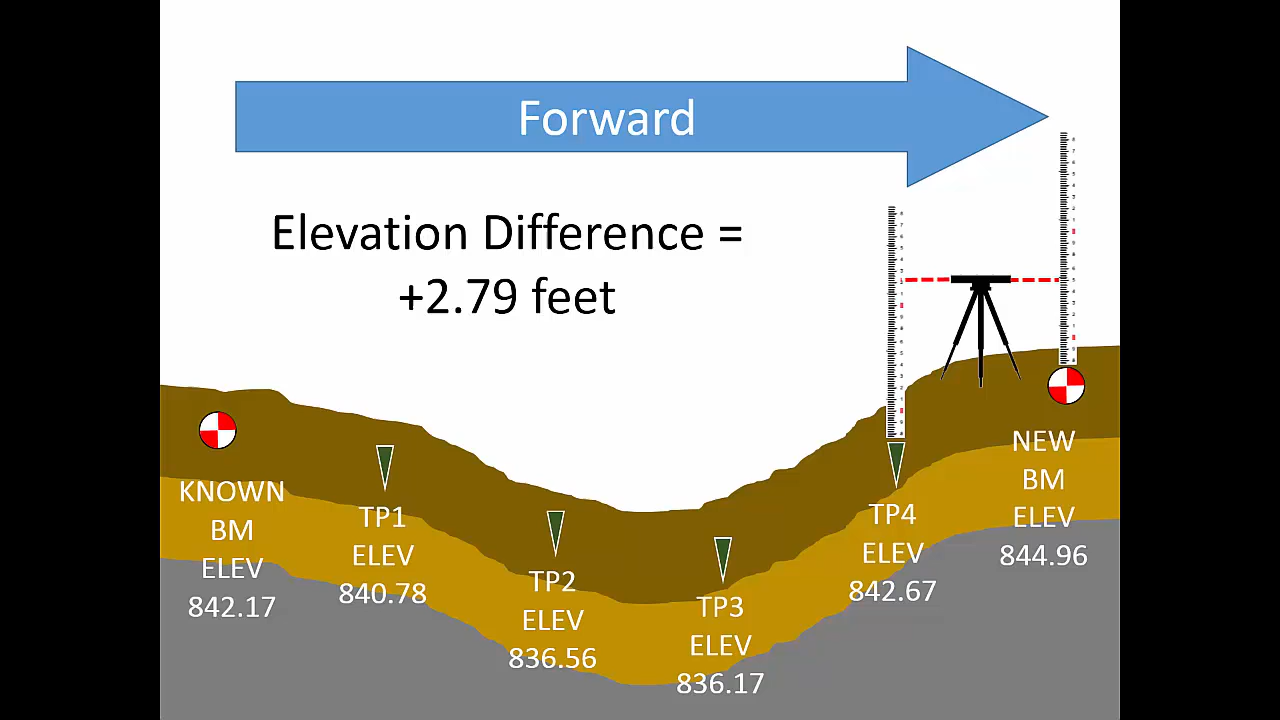 Forward
Elevation Difference =
+2.79 feet
KNOWN
BM
ELEV
842.17
TP1
ELEV
840.78
TP2
ELEV
836.56
TP3
ELEV
836.17
TP4
ELEV
842.67
NEW
BM
ELEV
844.96